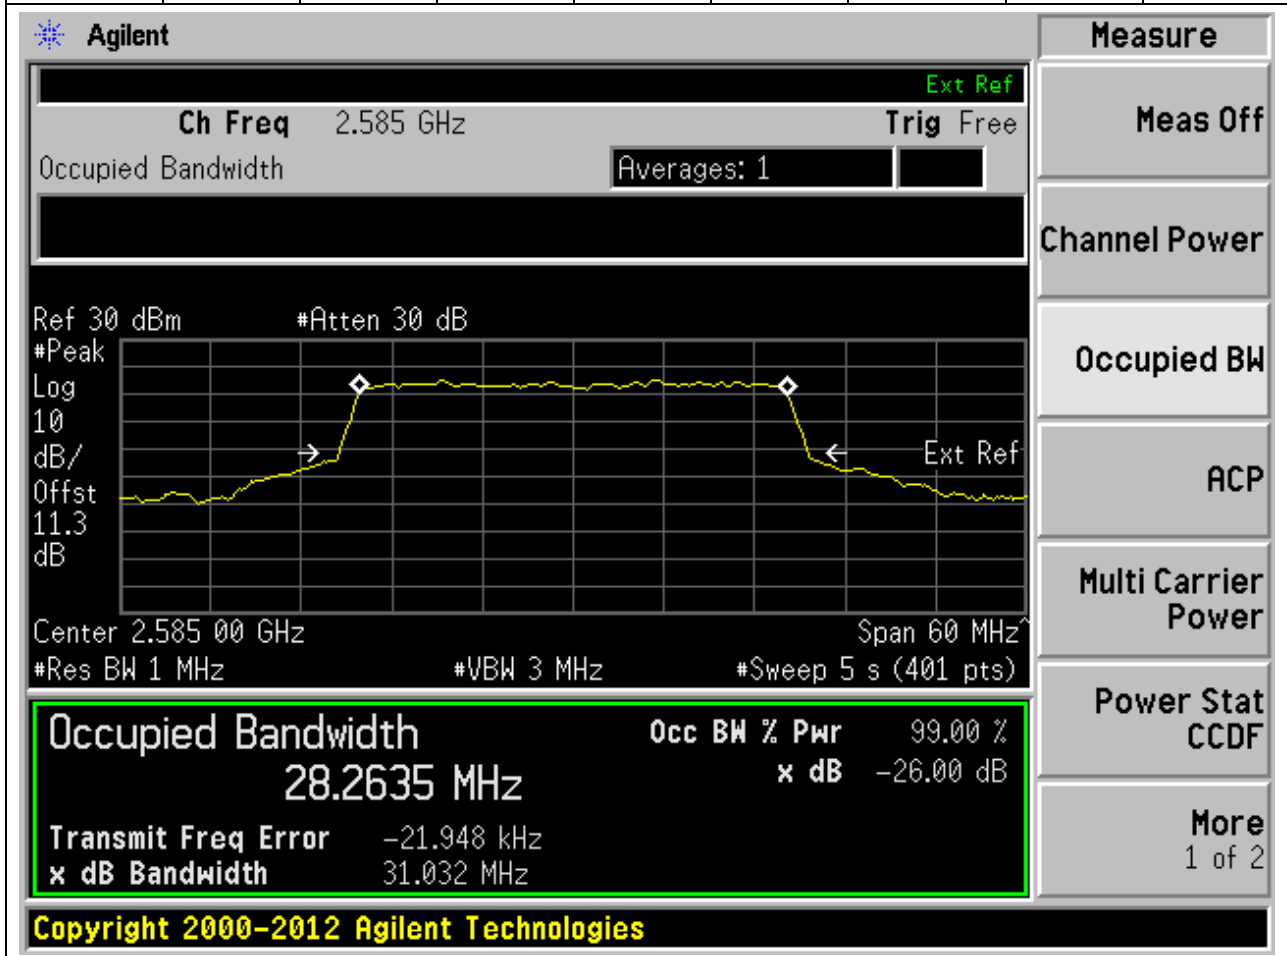 Agilent
Measure
Ext Ref
Ch Freq 2.585 GHz Trig Free
Occupied Bandwidth Averages: 1
Meas Off
Channel Power
Occupied BW
ACP
Multi Carrier
Power
Power Stat
CCDF
More
1 of 2
Ref 30 dBm #Atten 30 dB
#Peak
Log
10
dB/
Offst
11.3
dB
Ext Ref
Center 2.585 00 GHz Span 60 MHz^
#Res BW 1 MHz #VBW 3 MHz #Sweep 5 s (401 pts)
Occupied Bandwidth Occ BW % Pwr 99.00 %
28.2635 MHz x dB -26.00 dB
Transmit Freq Error -21.948 kHz
x dB Bandwidth 31.032 MHz
Copyright 2000-2012 Agilent Technologies